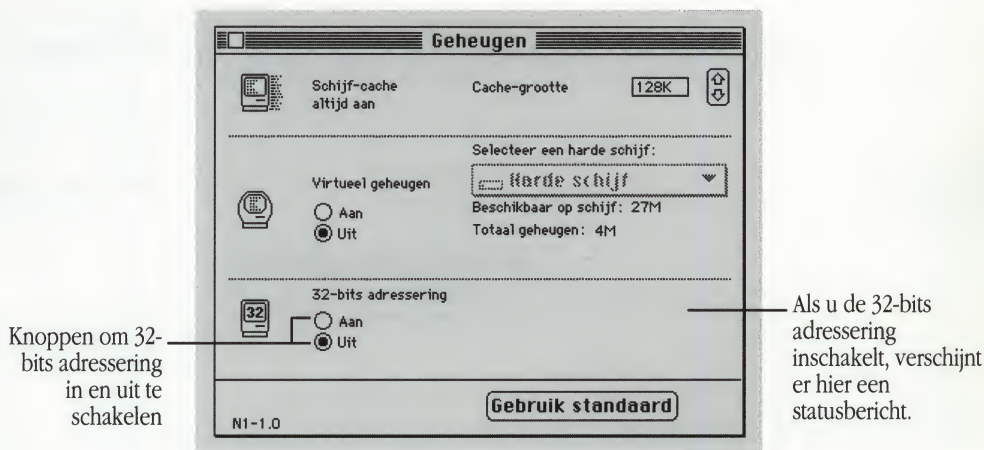 Geheugen
Schijf-cache
altijd aan
Cache-grootte
128K
Selecteer een harde schijf:
Harde schijf
Virtueel geheugen
Aan
Uit
Beschikbaar op schijf: 27M
Totaal geheugen: 4M
32
32-bits adressering
Aan
Uit
Gebruik standaard
N1-1.0
Knoppen om 32-
bits adressering
in en uit te
schakelen
Als u de 32-bits
adressering
inschakelt, verschijnt
er hier een
statusbericht.